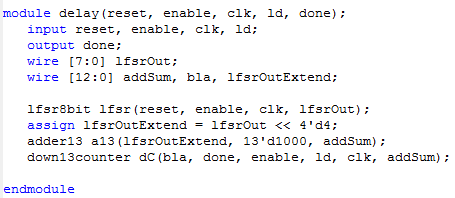 module delay(reset, enable, clk, ld, done);
input reset, enable, clk, ld;
output done;
wire [7:0] lfsrOut;
wire [12:0] addSum, bla, lfsrOutExtend;
lfsr8bit lfsr(reset, enable, clk, lfsrOut);
assign lfsrOutExtend = lfsrOut << 4'd4;
adder13 a13(lfsrOutExtend, 13'd1000, addSum);
down13counter dC(bla, done, enable, ld, clk, addSum);
endmodule